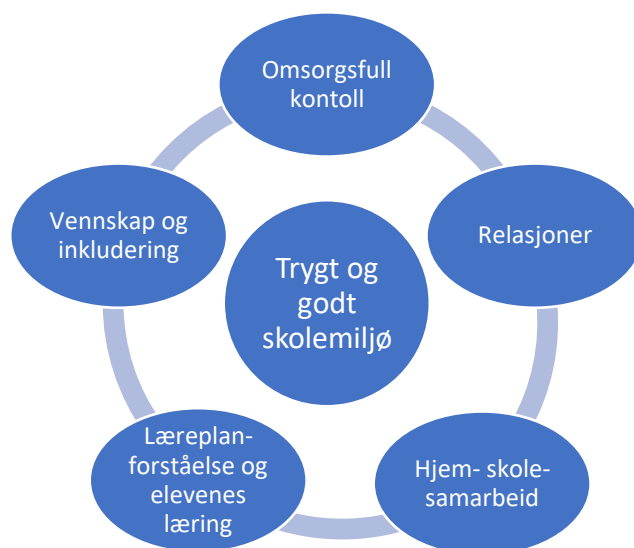 Omsorgsfull
kontoll
Vennskap og
inkludering
Relasjoner
Trygt og
godt
skolemiljø
Læreplan-
forståelse og
elevenes
læring
Hjem- skole-
samarbeid